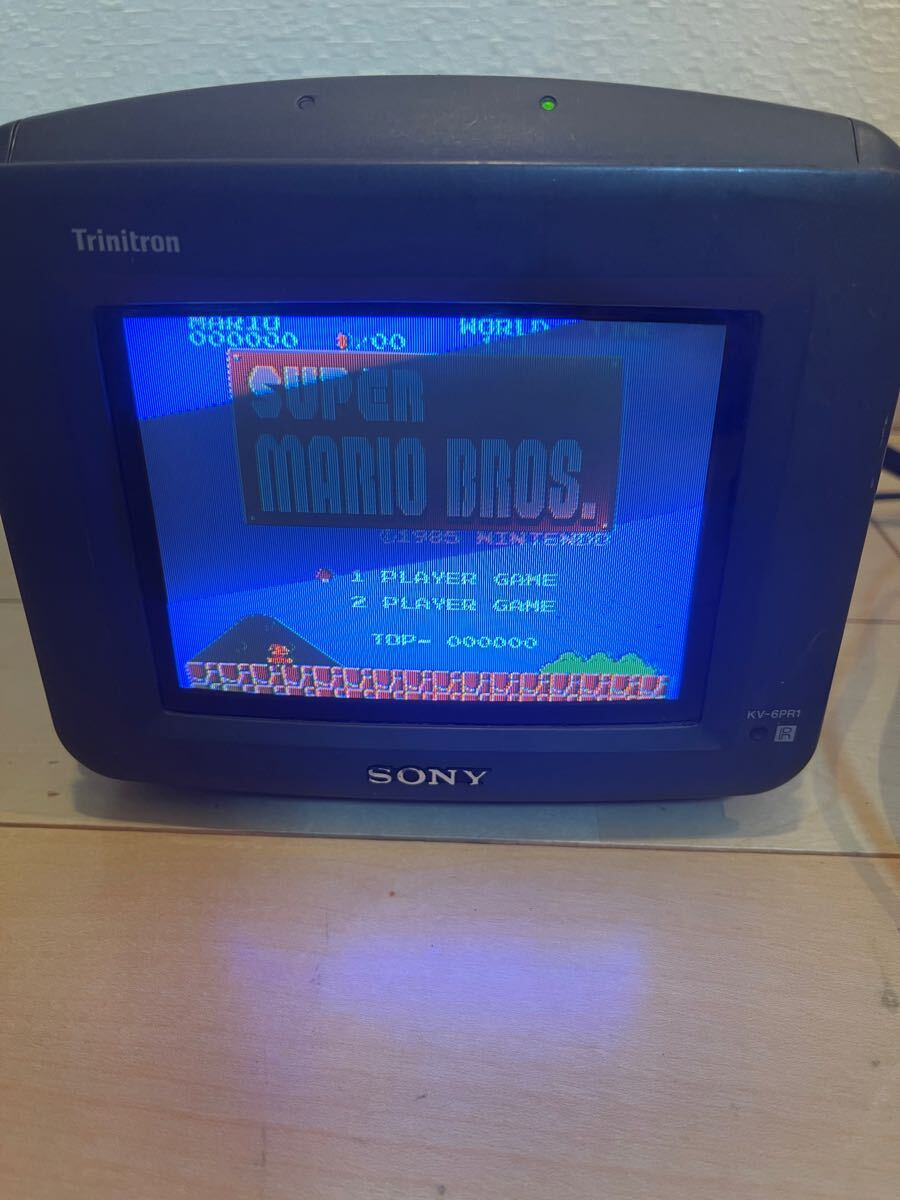 Trinitron
MARIO WORLD
000000 ×00
SUPER
MARIO BROS.
©1985 NINTENDO
1 PLAYER GAME
2 PLAYER GAME
TOP- 000000
KV-6PR1
R
SONY